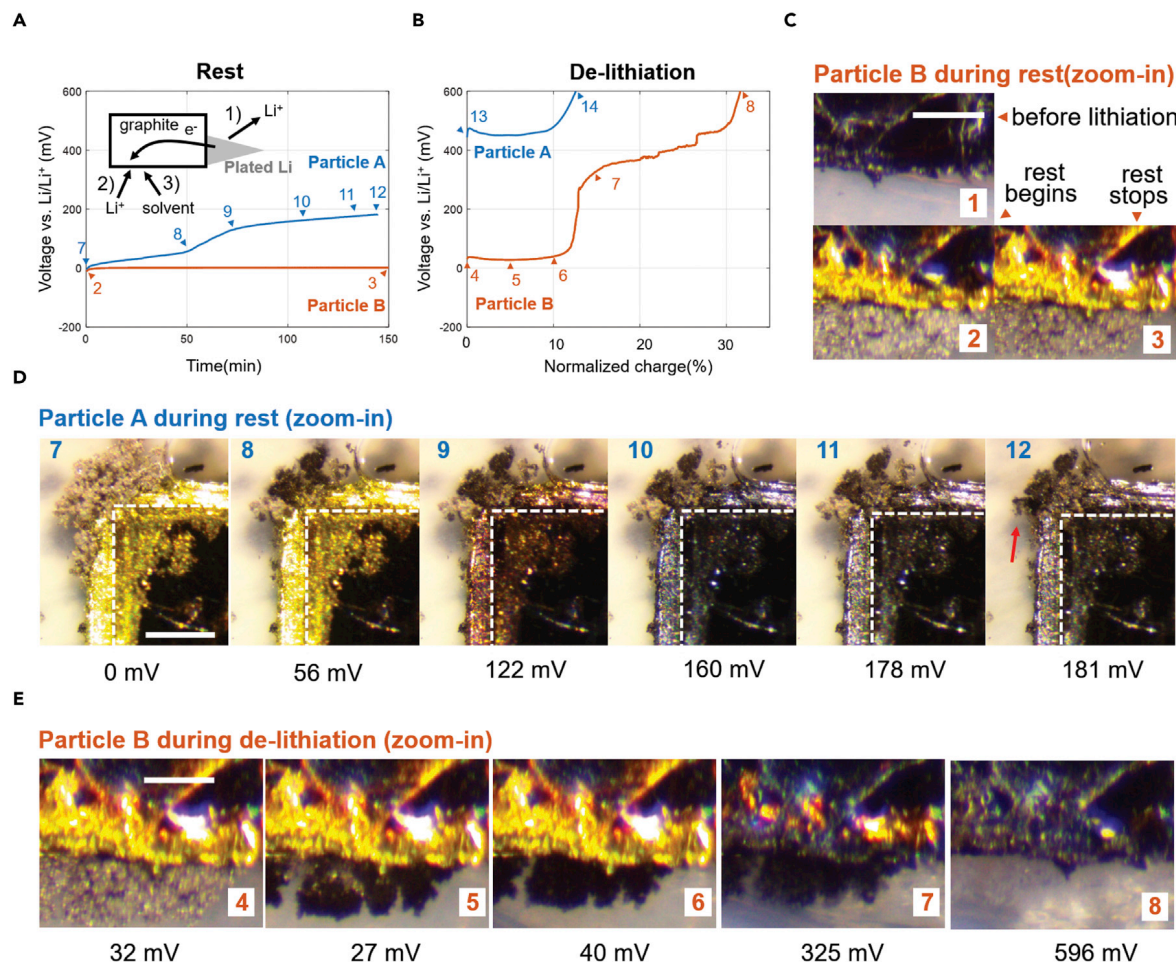 A
B
C
Rest
De-lithiation
Particle B during rest(zoom-in)
Voltage vs. Li/Li⁺ (mV)
600
400
200
0
-200
0
50
100
150
Time(min)
graphite
e⁻
1)
Li⁺
Plated Li
2)
3)
Li⁺
solvent
Particle A
7
8
9
10
11
12
2
3
Particle B
Voltage vs. Li/Li⁺ (mV)
600
400
200
0
-200
0
10
20
30
Normalized charge(%)
13
14
Particle A
8
7
4
5
6
Particle B
before lithiation
1
rest begins
rest stops
2
3
D
Particle A during rest (zoom-in)
7
8
9
10
11
12
0 mV
56 mV
122 mV
160 mV
178 mV
181 mV
E
Particle B during de-lithiation (zoom-in)
4
5
6
7
8
32 mV
27 mV
40 mV
325 mV
596 mV